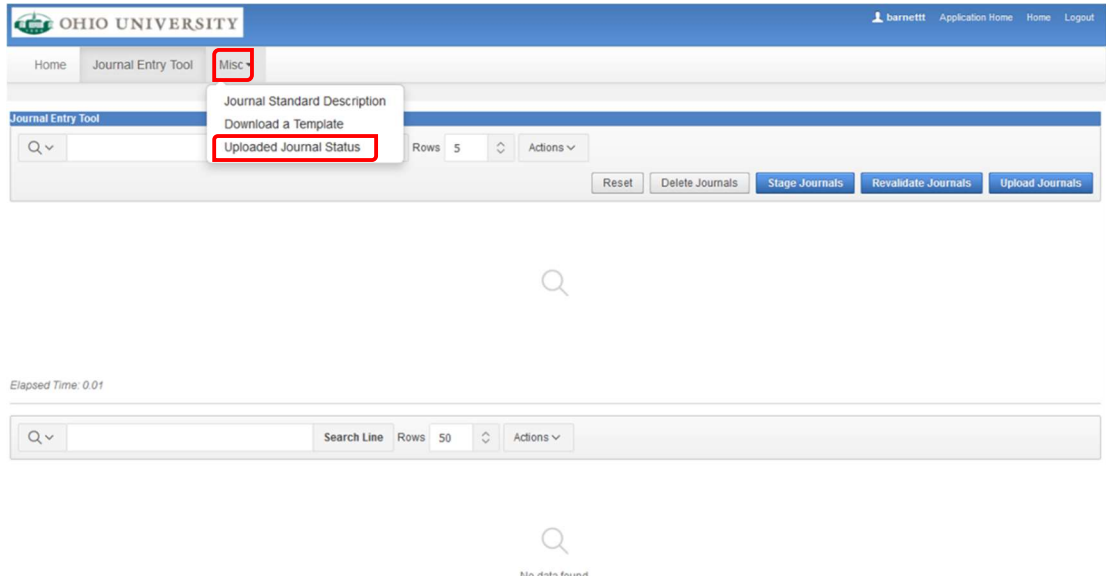 OHIO UNIVERSITY
barnettt Application Home Home Logout
Home Journal Entry Tool Misc
Journal Standard Description
Download a Template
Uploaded Journal Status
Journal Entry Tool
Rows 5 Actions
Reset Delete Journals Stage Journals Revalidate Journals Upload Journals
Elapsed Time: 0.01
Search Line Rows 50 Actions
No data found